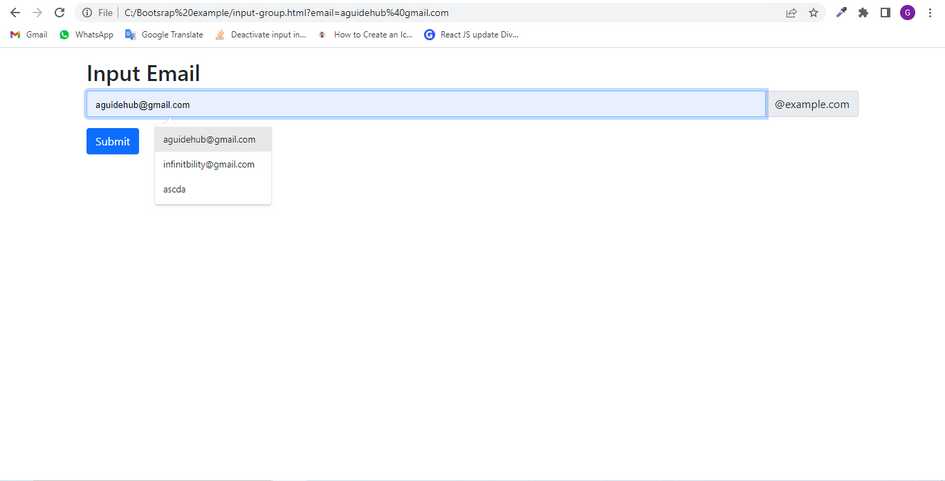 File C:/Bootsrap%20example/input-group.html?email=aguidehub%40gmail.com G
Gmail WhatsApp Google Translate Deactivate input in... How to Create an Ic... G React JS update Div...
Input Email
aguidehub@gmail.com @example.com
Submit
aguidehub@gmail.com
infinitbility@gmail.com
ascda